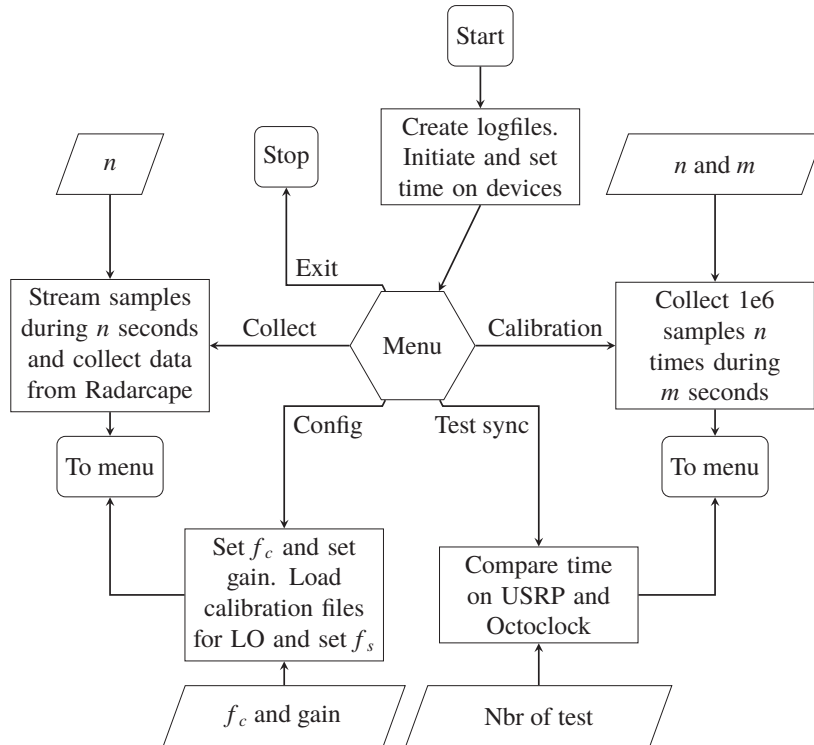 Start
Create logfiles.
Initiate and set
time on devices
Stop
n
n and m
Exit
Stream samples
during n seconds
and collect data
from Radarcape
Collect
Menu
Calibration
Collect 1e6
samples n
times during
m seconds
Config
Test sync
To menu
To menu
Set f_c and set
gain. Load
calibration files
for LO and set f_s
Compare time
on USRP and
Octoclock
f_c and gain
Nbr of test